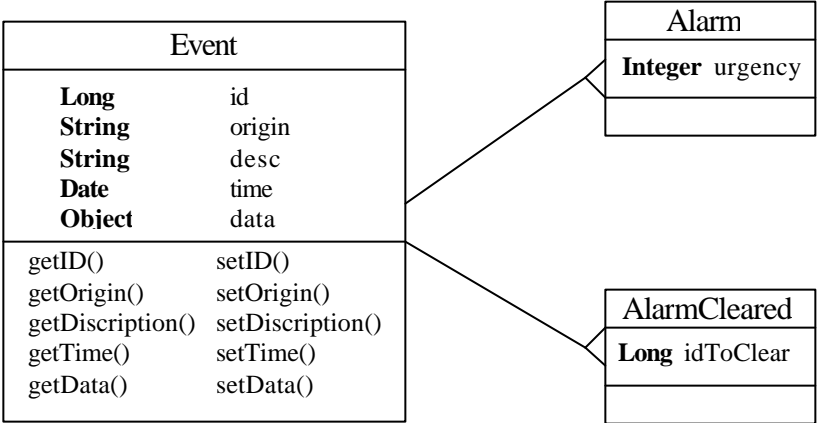 Event
Long id
String origin
String desc
Date time
Object data
getID() setID()
getOrigin() setOrigin()
getDiscription() setDiscription()
getTime() setTime()
getData() setData()
Alarm
Integer urgency
AlarmCleared
Long idToClear